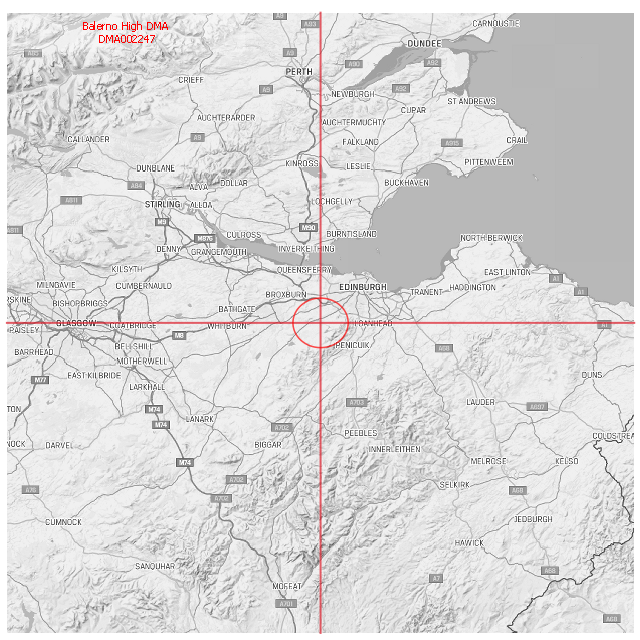 Balerno High DMA
DMA002247
CARNOUSTIE
A9
A93
DUNDEE
A9
A85
A90
A92
PERTH
CRIEFF
A9
NEWBURGH
A92
ST ANDREWS
CUPAR
AUCHTERARDER
AUCHTERMUCHTY
CALLANDER
A9
FALKLAND
A915
CRAIL
DUNBLANE
KINROSS
LESLIE
PITTENWEEM
A84
ALVA
DOLLAR
BUCKHAVEN
A811
STIRLING
ALLOA
LOCHGELLY
M9
M90
A811
CULROSS
BURNTISLAND
M876
NORTH BERWICK
DENNY
GRANGEMOUTH
INVERKEITHING
KILSYTH
QUEENSFERRY
EAST LINTON
A1
MILNGAVIE
CUMBERNAULD
EDINBURGH
HADDINGTON
TRANENT
A1
ERSKINE
BISHOPBRIGGS
BROXBURN
BATHGATE
GLASGOW
COATBRIDGE
WHITBURN
LOANHEAD
A1
PAISLEY
M8
BARRHEAD
BELLSHILL
PENICUIK
A68
MOTHERWELL
M77
EAST KILBRIDE
LARKHALL
DUNS
A703
LAUDER
A697
TON
M74
M74
LANARK
A702
PEEBLES
COLDSTREA
NOCK
DARVEL
BIGGAR
INNERLEITHEN
M74
MELROSE
KELSO
A702
SELKIRK
A76
A68
A702
CUMNOCK
JEDBURGH
HAWICK
SANQUHAR
A68
A7
MOFFAT
A701
A68